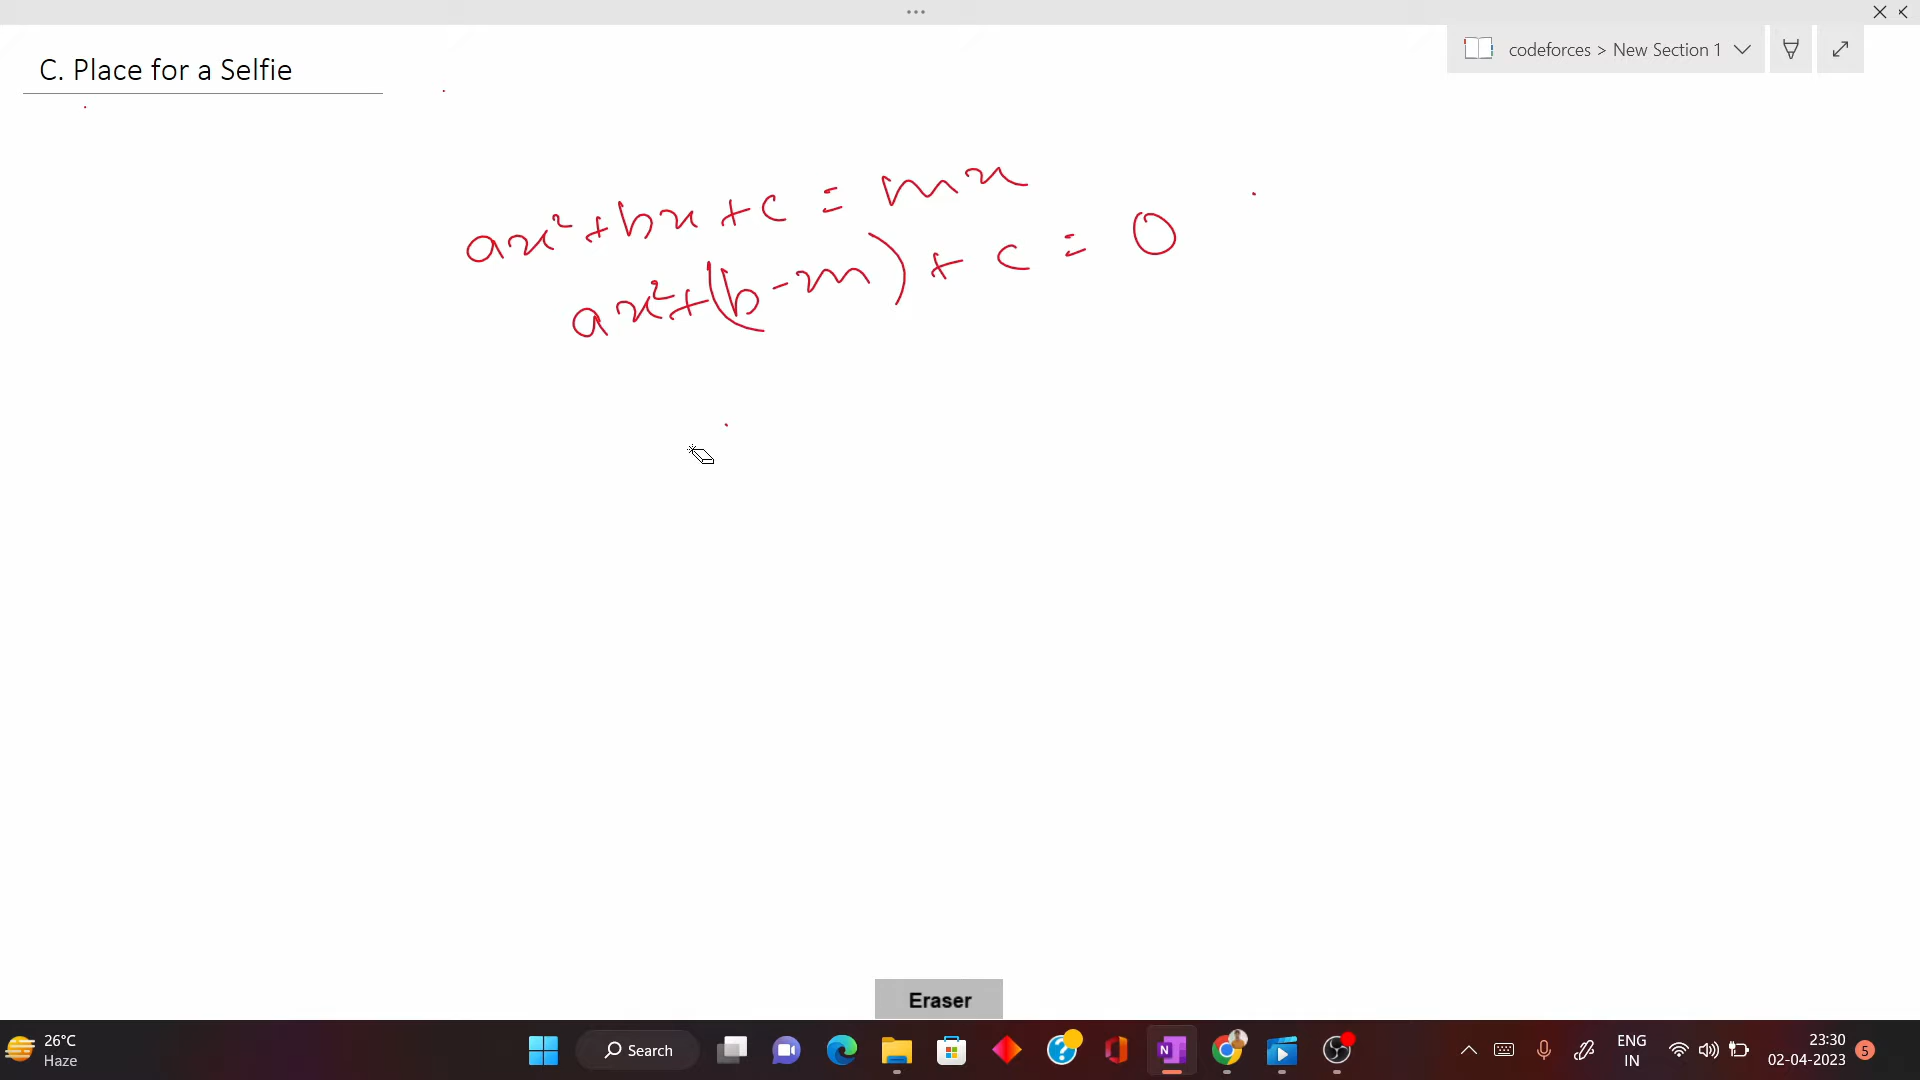 codeforces > New Section 1
C. Place for a Selfie
ax² + bx + c = mx
ax² + (b - m) + c = 0
Eraser
26°C
Haze
Search
ENG
IN
23:30
02-04-2023
5